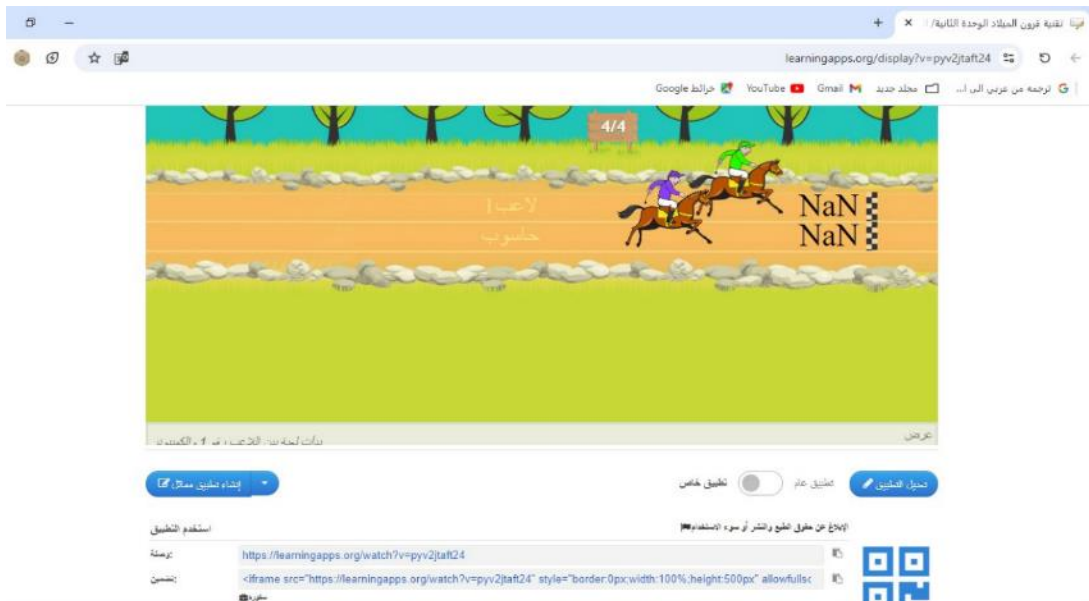 تقنية قرون الميلاد الوحدة الثانية/
learningapps.org/display?v=pyv2jtaft24
ترجمه من عربي الى ا... مجلد جديد Gmail YouTube خرائط Google
4/4
لاعب1
NaN
حاسوب
NaN
عرض
تعديل التطبيق تطبيق عام تطبيق خاص إنشاء تطبيق مماثل
الإبلاغ عن حقوق الطبع والنشر أو سوء الاستخدام
استخدم التطبيق
وصلة:
https://learningapps.org/watch?v=pyv2jtaft24
تضمين:
<iframe src="https://learningapps.org/watch?v=pyv2jtaft24" style="border:0px;width:100%;height:500px" allowfullsc